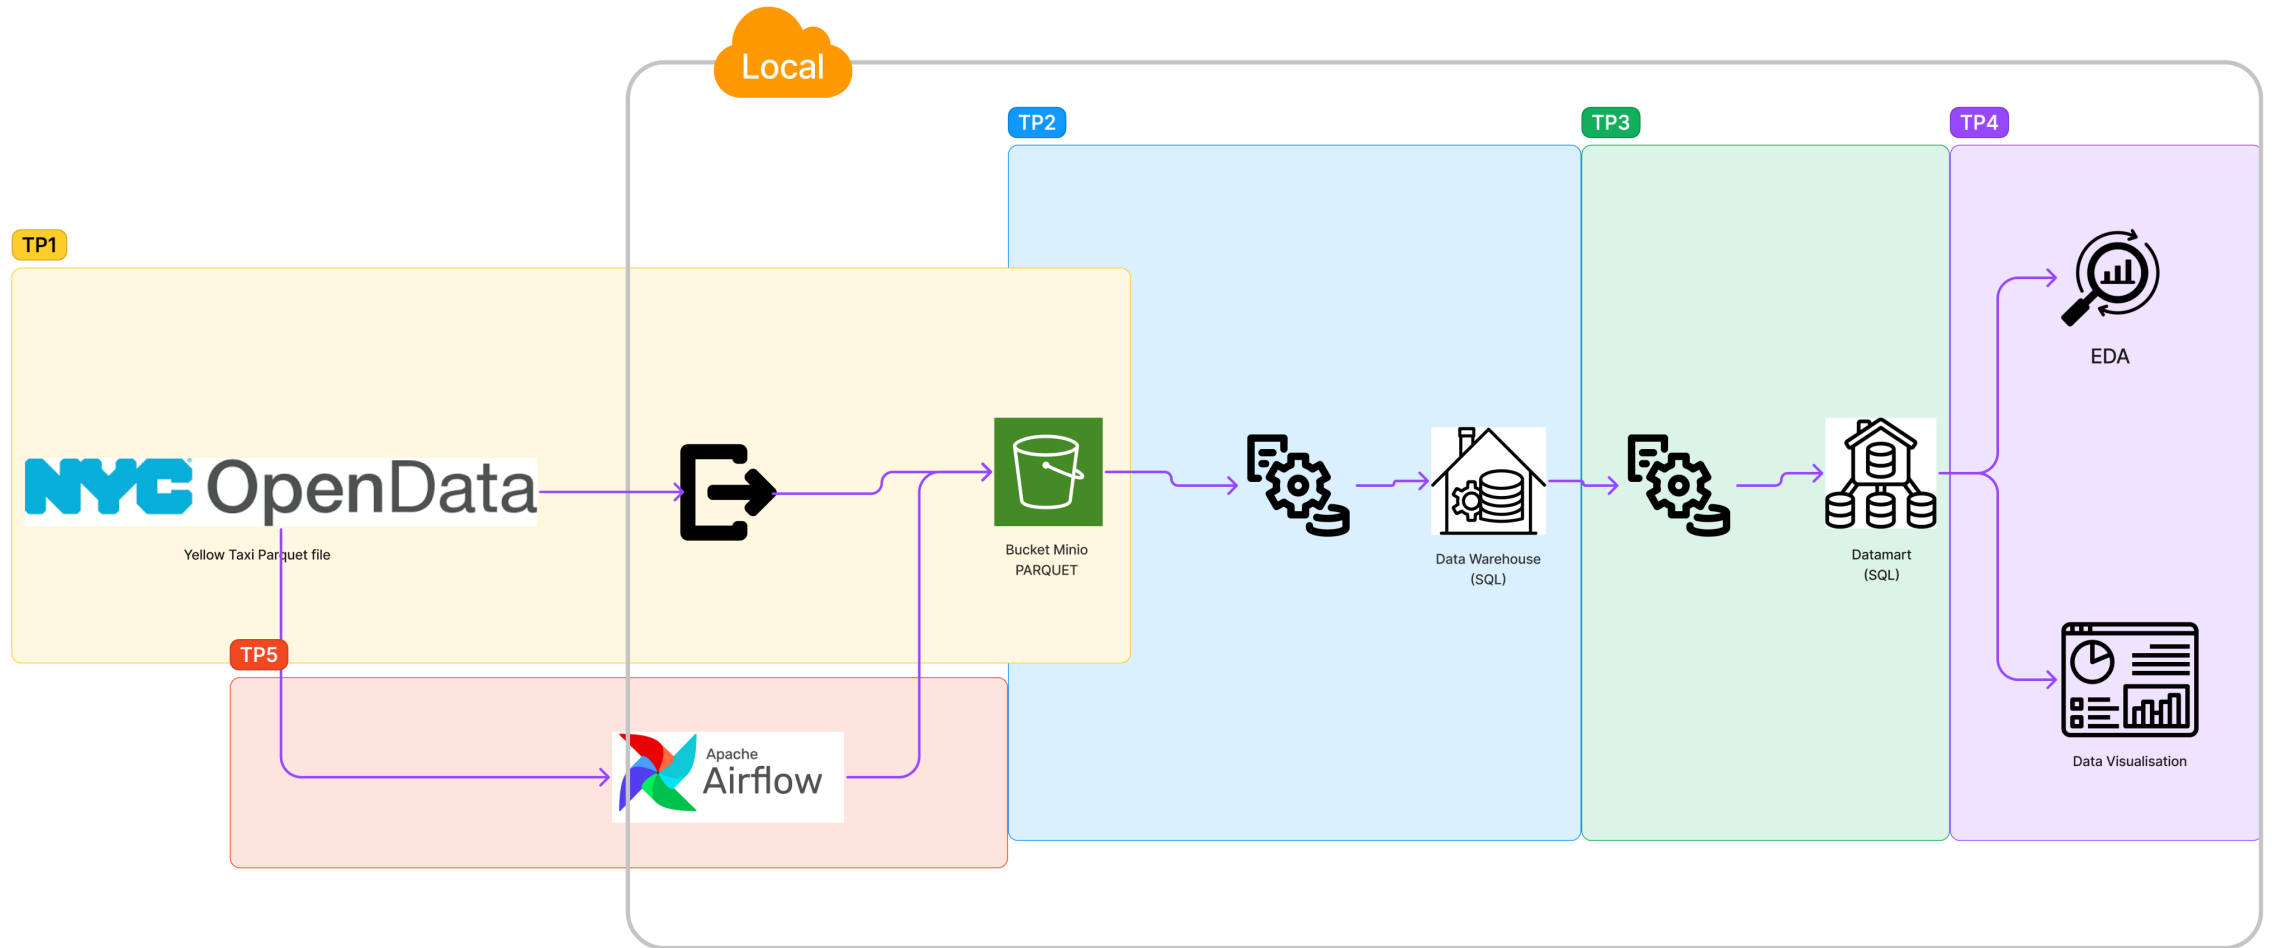 Local
TP2
TP3
TP4
TP1
EDA
NYC OpenData
Yellow Taxi Parquet file
Bucket Minio
PARQUET
Data Warehouse
(SQL)
Datamart
(SQL)
TP5
Apache
Airflow
Data Visualisation